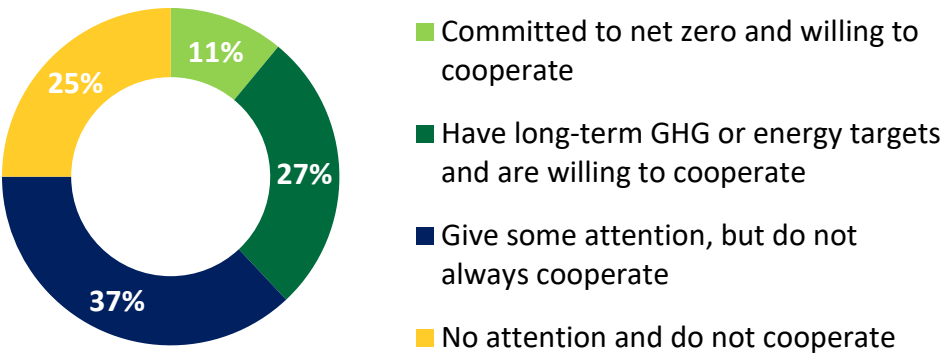 11%
25%
27%
37%
Committed to net zero and willing to
cooperate
Have long-term GHG or energy targets
and are willing to cooperate
Give some attention, but do not
always cooperate
No attention and do not cooperate